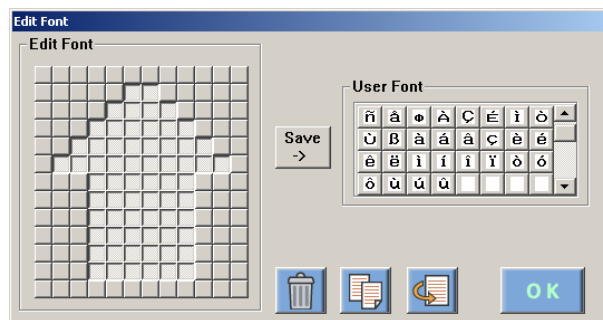 Edit Font
Edit Font
User Font
Save
->
ñ â Φ À Ç É Ì Ò
Ù ß à á â ç è é
ê ë ì í î ï ò ó
ô ù ú û
OK